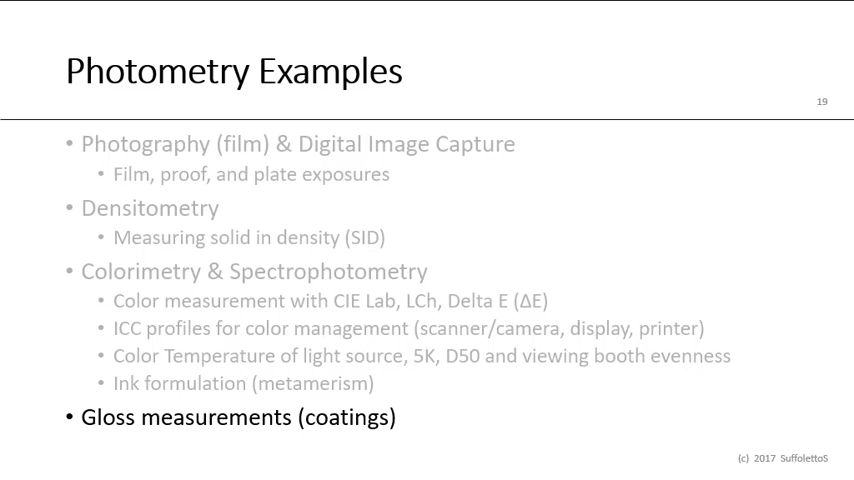 Photometry Examples
19
• Photography (film) & Digital Image Capture
• Film, proof, and plate exposures
• Densitometry
• Measuring solid in density (SID)
• Colorimetry & Spectrophotometry
• Color measurement with CIE Lab, LCh, Delta E (ΔE)
• ICC profiles for color management (scanner/camera, display, printer)
• Color Temperature of light source, 5K, D50 and viewing booth evenness
• Ink formulation (metamerism)
• Gloss measurements (coatings)
(c) 2017 SuffolettoS